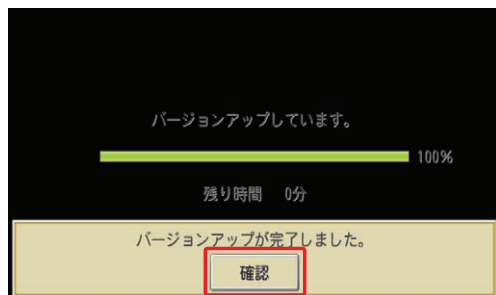 バージョンアップしています。
100%
残り時間 0分
バージョンアップが完了しました。
確認